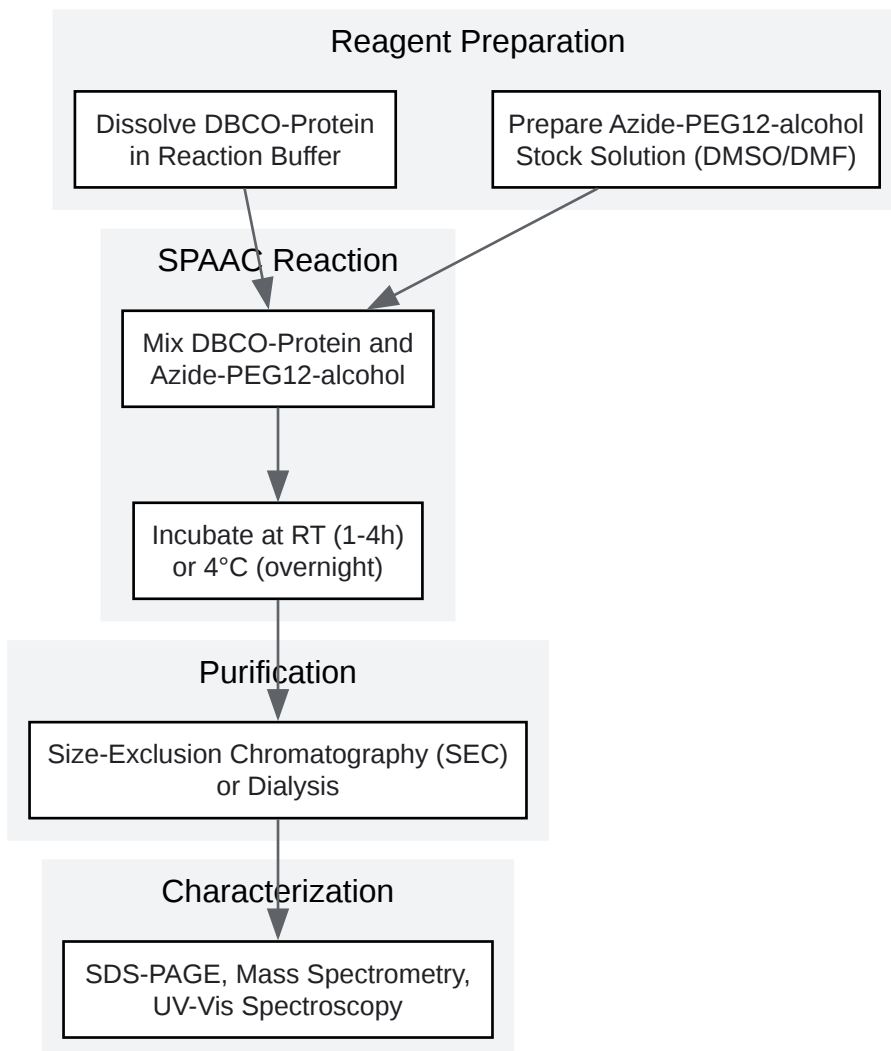 Reagent Preparation
Dissolve DBCO-Protein
in Reaction Buffer
Prepare Azide-PEG12-alcohol
Stock Solution (DMSO/DMF)
SPAAC Reaction
Mix DBCO-Protein and
Azide-PEG12-alcohol
Incubate at RT (1-4h)
or 4°C (overnight)
Purification
Size-Exclusion Chromatography (SEC)
or Dialysis
Characterization
SDS-PAGE, Mass Spectrometry,
UV-Vis Spectroscopy